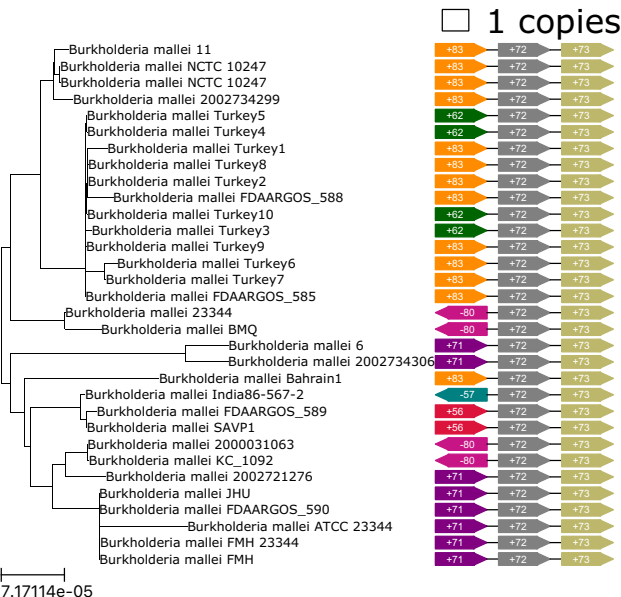 1 copies
Burkholderia mallei 11 +83 +72 +73
Burkholderia mallei NCTC 10247 +83 +72 +73
Burkholderia mallei NCTC 10247 +83 +72 +73
Burkholderia mallei 2002734299 +83 +72 +73
Burkholderia mallei Turkey5 +62 +72 +73
Burkholderia mallei Turkey4 +62 +72 +73
Burkholderia mallei Turkey1 +83 +72 +73
Burkholderia mallei Turkey8 +83 +72 +73
Burkholderia mallei Turkey2 +83 +72 +73
Burkholderia mallei FDAARGOS_588 +83 +72 +73
Burkholderia mallei Turkey10 +62 +72 +73
Burkholderia mallei Turkey3 +62 +72 +73
Burkholderia mallei Turkey9 +83 +72 +73
Burkholderia mallei Turkey6 +83 +72 +73
Burkholderia mallei Turkey7 +83 +72 +73
Burkholderia mallei FDAARGOS_585 +83 +72 +73
Burkholderia mallei 23344 -80 +72 +73
Burkholderia mallei BMQ -80 +72 +73
Burkholderia mallei 6 +71 +72 +73
Burkholderia mallei 2002734306 +71 +72 +73
Burkholderia mallei Bahrain1 +83 +72 +73
Burkholderia mallei India86-567-2 -57 +72 +73
Burkholderia mallei FDAARGOS_589 +56 +72 +73
Burkholderia mallei SAVP1 +56 +72 +73
Burkholderia mallei 2000031063 -80 +72 +73
Burkholderia mallei KC_1092 -80 +72 +73
Burkholderia mallei 2002721276 +71 +72 +73
Burkholderia mallei JHU +71 +72 +73
Burkholderia mallei FDAARGOS_590 +71 +72 +73
Burkholderia mallei ATCC 23344 +71 +72 +73
Burkholderia mallei FMH 23344 +71 +72 +73
Burkholderia mallei FMH +71 +72 +73
7.17114e-05